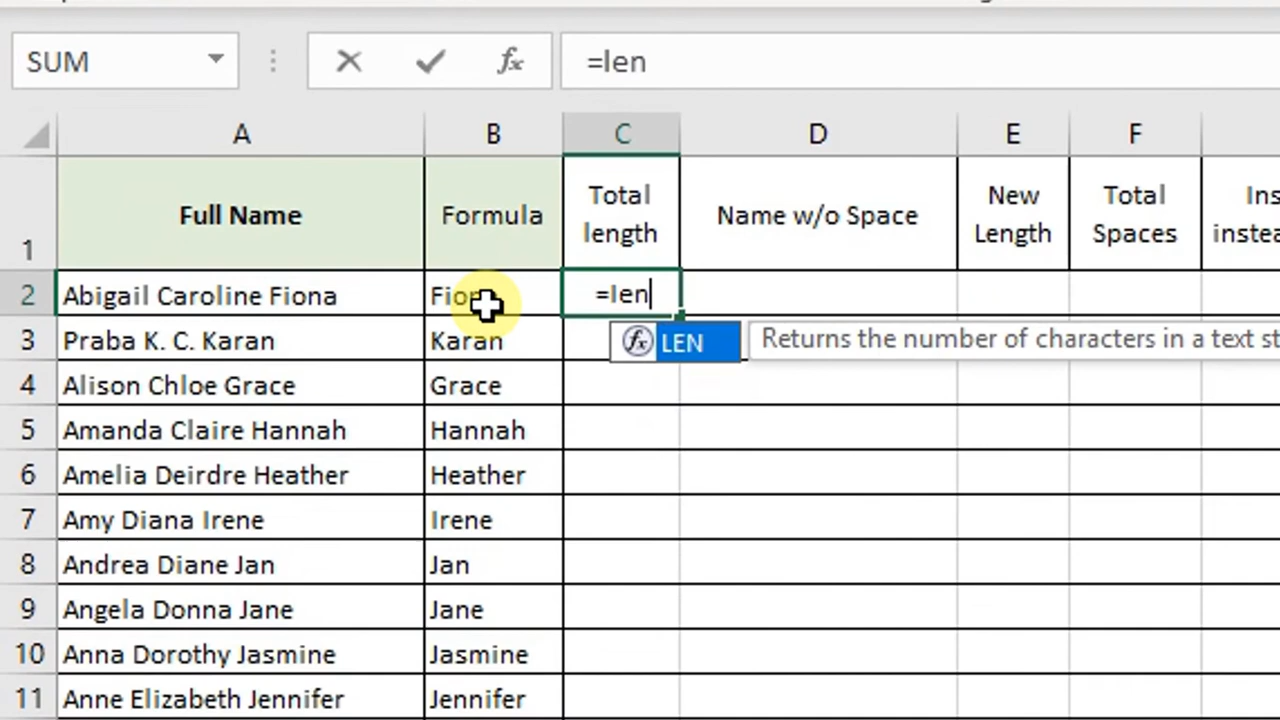 SUM fx =len
A B C D E F
1 Full Name Formula Total length Name w/o Space New Length Total Spaces Ins instea
2 Abigail Caroline Fiona =len
LEN Returns the number of characters in a text st
3 Praba K. C. Karan Karan
4 Alison Chloe Grace Grace
5 Amanda Claire Hannah Hannah
6 Amelia Deirdre Heather Heather
7 Amy Diana Irene Irene
8 Andrea Diane Jan Jan
9 Angela Donna Jane Jane
10 Anna Dorothy Jasmine Jasmine
11 Anne Elizabeth Jennifer Jennifer